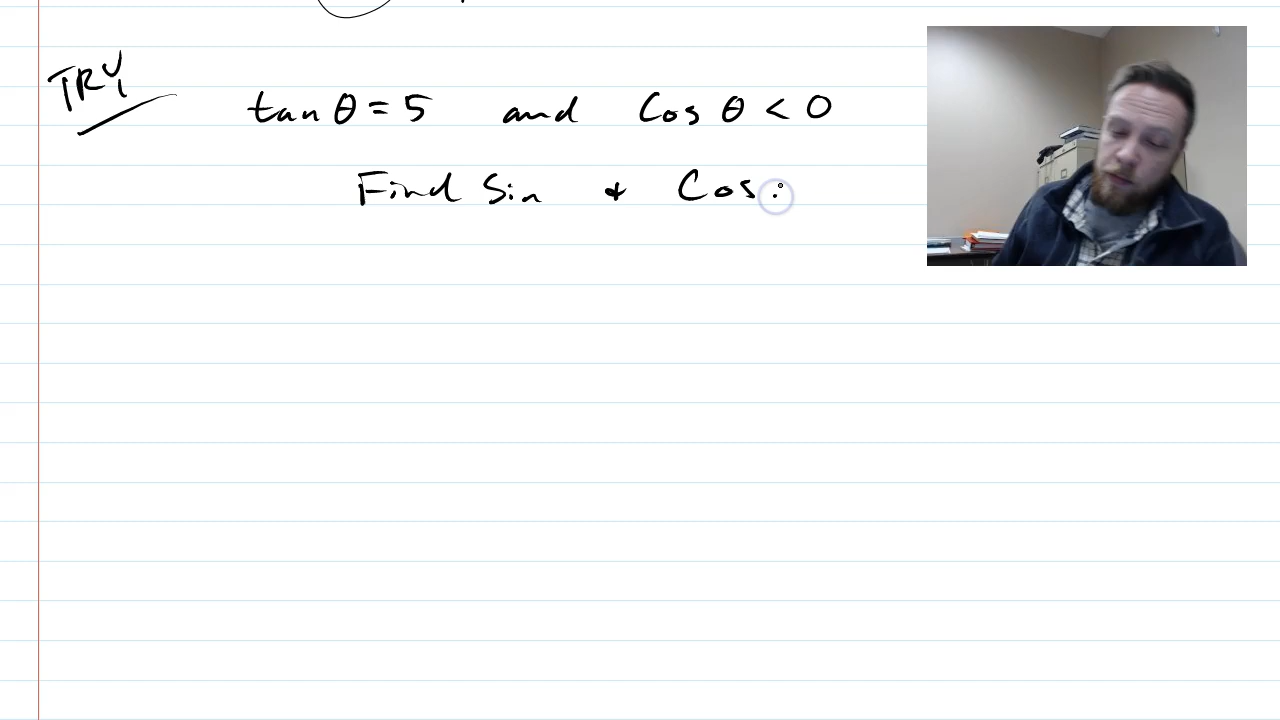 TRY
tan θ = 5 and Cos θ < 0
Find Sin + Cos :